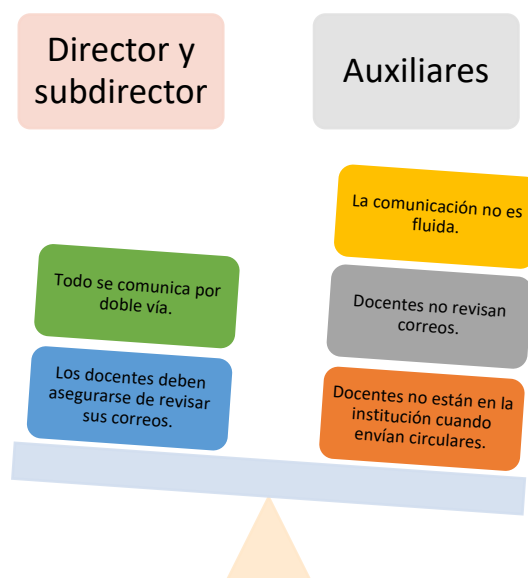 Director y
subdirector
Auxiliares
Todo se comunica por
doble vía.
Los docentes deben
asegurarse de revisar
sus correos.
La comunicación no es
fluida.
Docentes no revisan
correos.
Docentes no están en la
institución cuando
envían circulares.